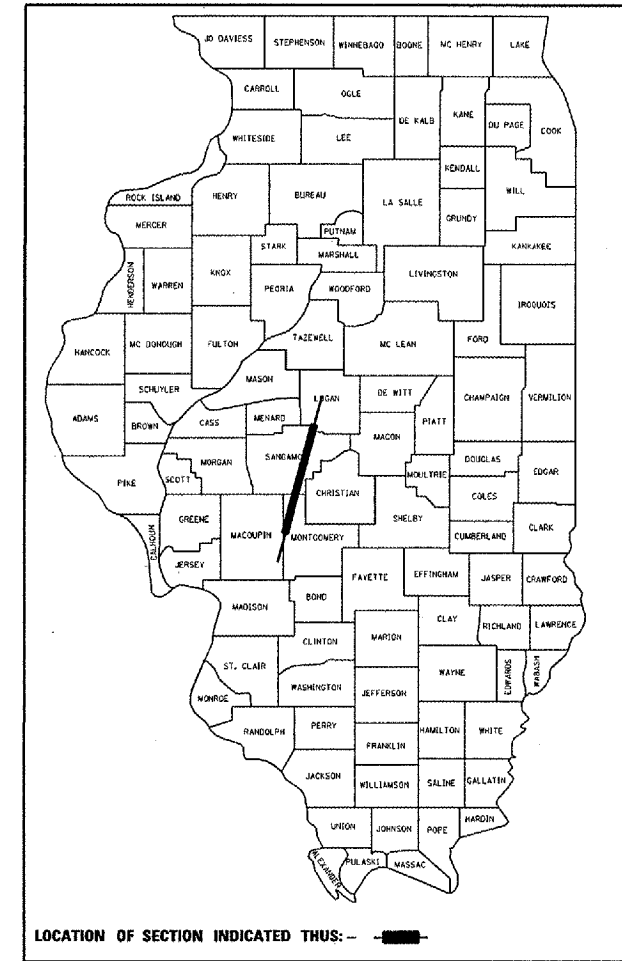 JO DAVIESS STEPHENSON WINNEBAGO BOONE MC HENRY LAKE
CARROLL OGLE DE KALB KANE DU PAGE COOK
WHITESIDE LEE KENDALL WILL
ROCK ISLAND HENRY BUREAU LA SALLE GRUNDY
MERCER STARK PUTNAM KANKAKEE
HENDERSON WARREN KNOX MARSHALL LIVINGSTON
PEORIA WOODFORD IROQUOIS
HANCOCK MC DONOUGH FULTON TAZEWELL MC LEAN FORD
SCHUYLER MASON LOGAN DE WITT CHAMPAIGN VERMILION
ADAMS BROWN CASS MENARD MACON PIATT
PIKE SCOTT MORGAN SANGAMO MOULTRIE DOUGLAS EDGAR
CHRISTIAN COLES
CALHOUN GREENE MACOUPIN MONTGOMERY SHELBY CUMBERLAND CLARK
JERSEY FAYETTE EFFINGHAM JASPER CRAWFORD
MADISON BOND CLAY RICHLAND LAWRENCE
CLINTON MARION
ST. CLAIR WAYNE EDWARDS WABASH
MONROE WASHINGTON JEFFERSON
RANDOLPH PERRY HAMILTON WHITE
FRANKLIN
JACKSON WILLIAMSON SALINE GALLATIN
UNION JOHNSON POPE HARDIN
ALEXANDER PULASKI MASSAC
LOCATION OF SECTION INDICATED THUS: -